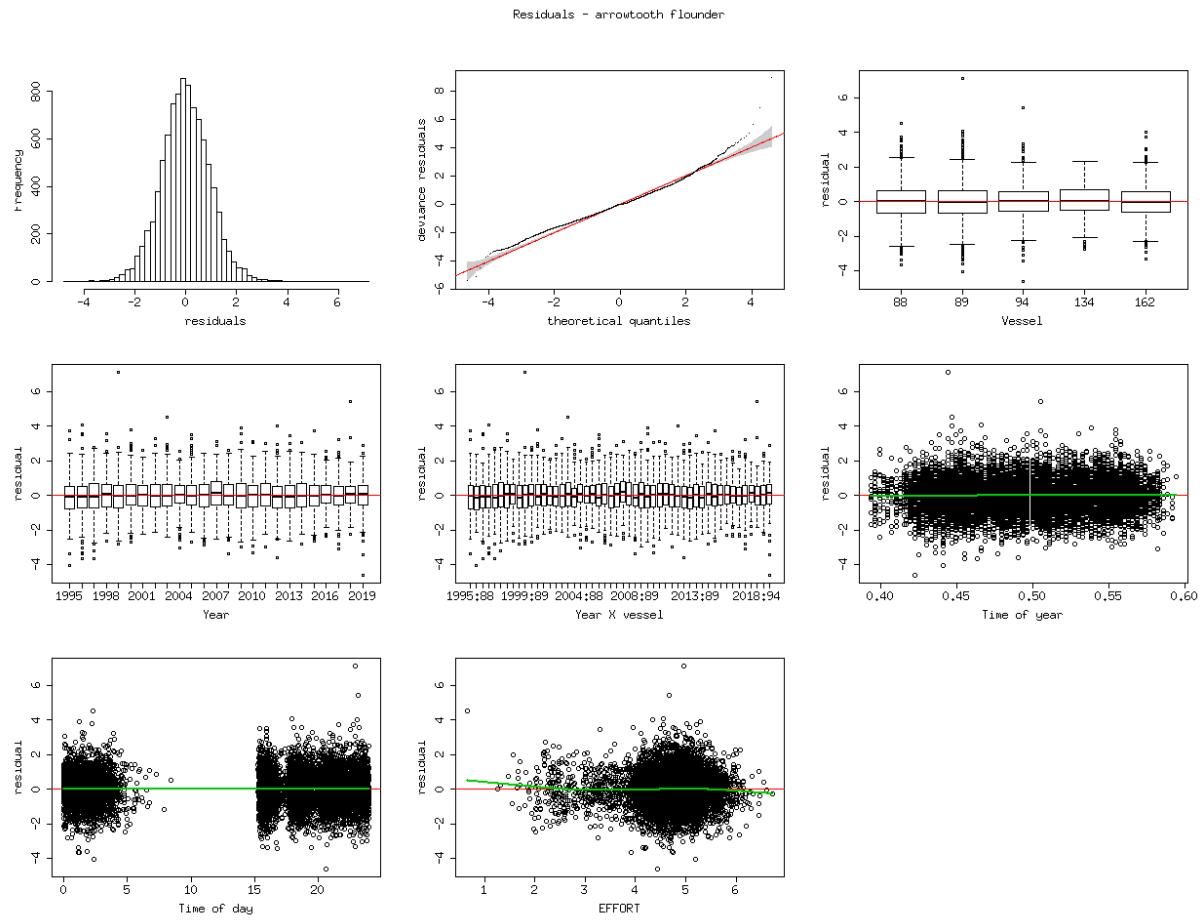 Residuals - arrowtooth flounder
Frequency
0 200 400 600 800
-4 -2 0 2 4 6
residuals
deviance residuals
-6 -4 -2 0 2 4 6 8
-4 -2 0 2 4
theoretical quantiles
residual
-4 -2 0 2 4 6
88 89 94 134 162
Vessel
residual
-4 -2 0 2 4 6
1995 1998 2001 2004 2007 2010 2013 2016 2019
Year
residual
-4 -2 0 2 4 6
1995:88 1999:89 2004:88 2008:89 2013:89 2018:94
Year X vessel
residual
-4 -2 0 2 4 6
0.40 0.45 0.50 0.55 0.60
Time of year
residual
-4 -2 0 2 4 6
0 5 10 15 20
Time of day
residual
-4 -2 0 2 4 6
1 2 3 4 5 6
EFFORT